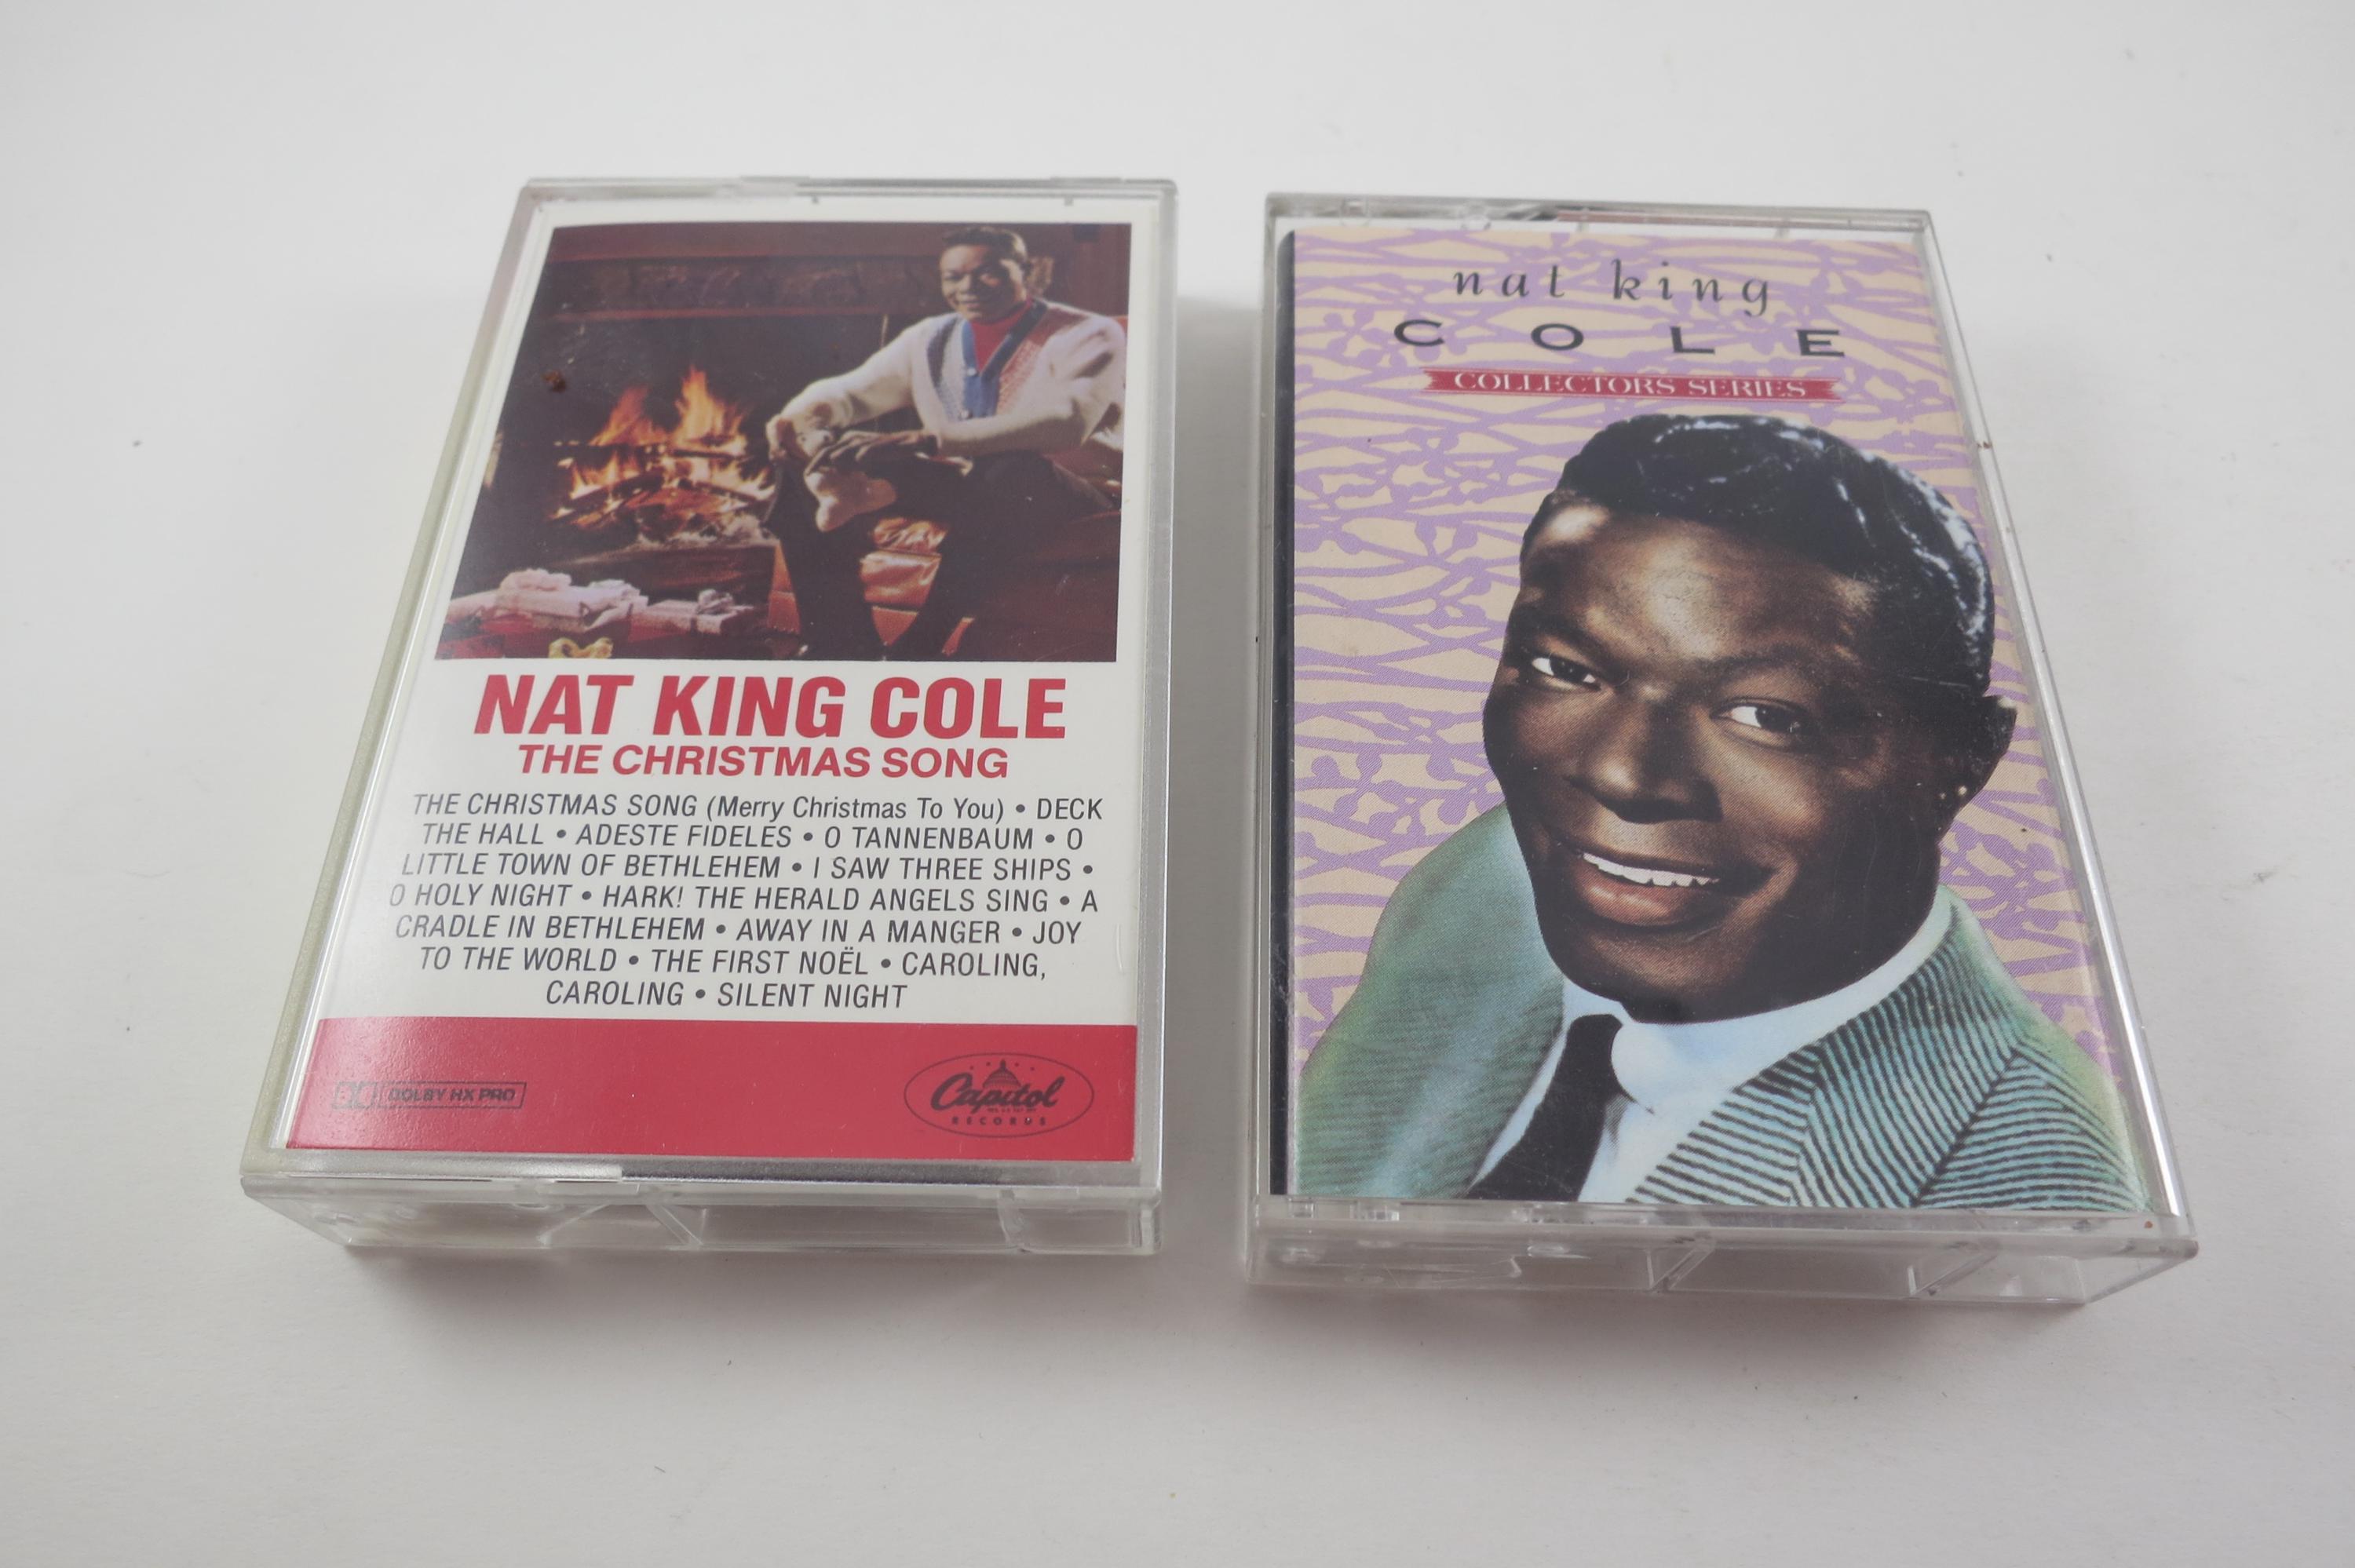 NAT KING COLE
THE CHRISTMAS SONG
THE CHRISTMAS SONG (Merry Christmas To You) • DECK
THE HALL • ADESTE FIDELES • O TANNENBAUM • O
LITTLE TOWN OF BETHLEHEM • I SAW THREE SHIPS •
O HOLY NIGHT • HARK! THE HERALD ANGELS SING • A
CRADLE IN BETHLEHEM • AWAY IN A MANGER • JOY
TO THE WORLD • THE FIRST NOËL • CAROLING,
CAROLING • SILENT NIGHT
DOLBY HX PRO
Capitol
RECORDS
nat king
COLE
COLLECTORS SERIES